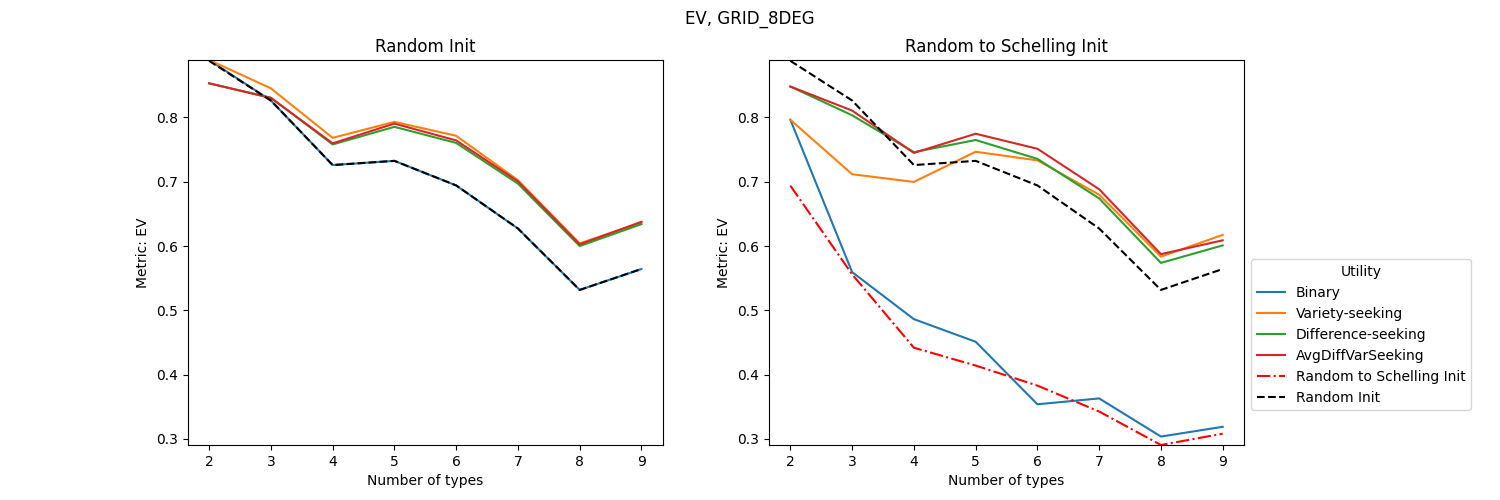 EV, GRID_8DEG
Random Init
Metric: EV
0.8
0.7
0.6
0.5
0.4
0.3
2 3 4 5 6 7 8 9
Number of types
Random to Schelling Init
Metric: EV
0.8
0.7
0.6
0.5
0.4
0.3
2 3 4 5 6 7 8 9
Number of types
Utility
Binary
Variety-seeking
Difference-seeking
AvgDiffVarSeeking
Random to Schelling Init
Random Init